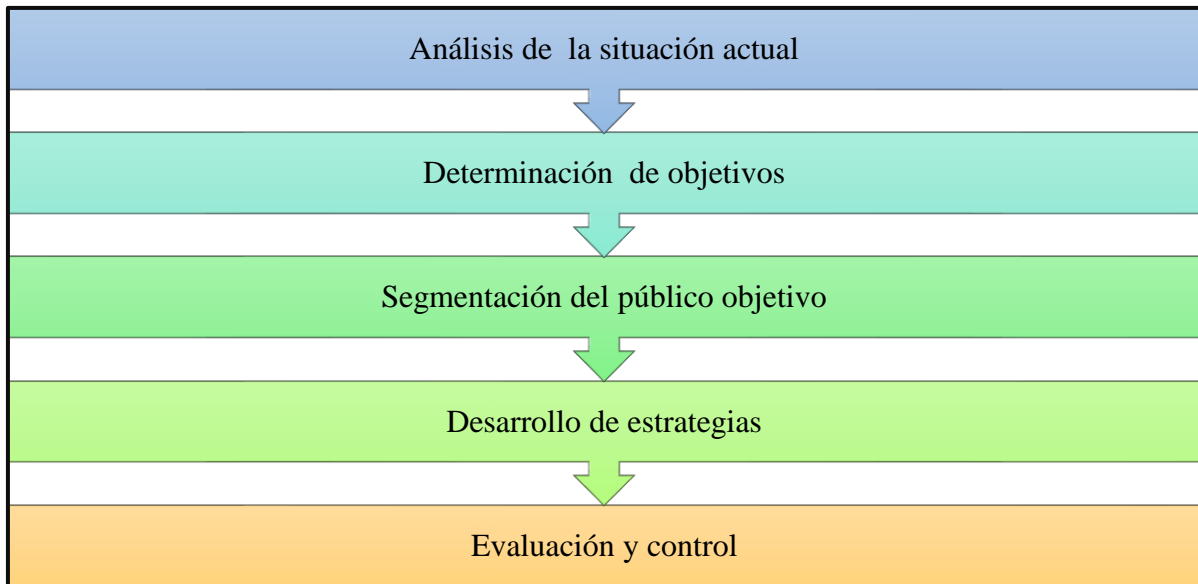 Análisis de la situación actual
Determinación de objetivos
Segmentación del público objetivo
Desarrollo de estrategias
Evaluación y control